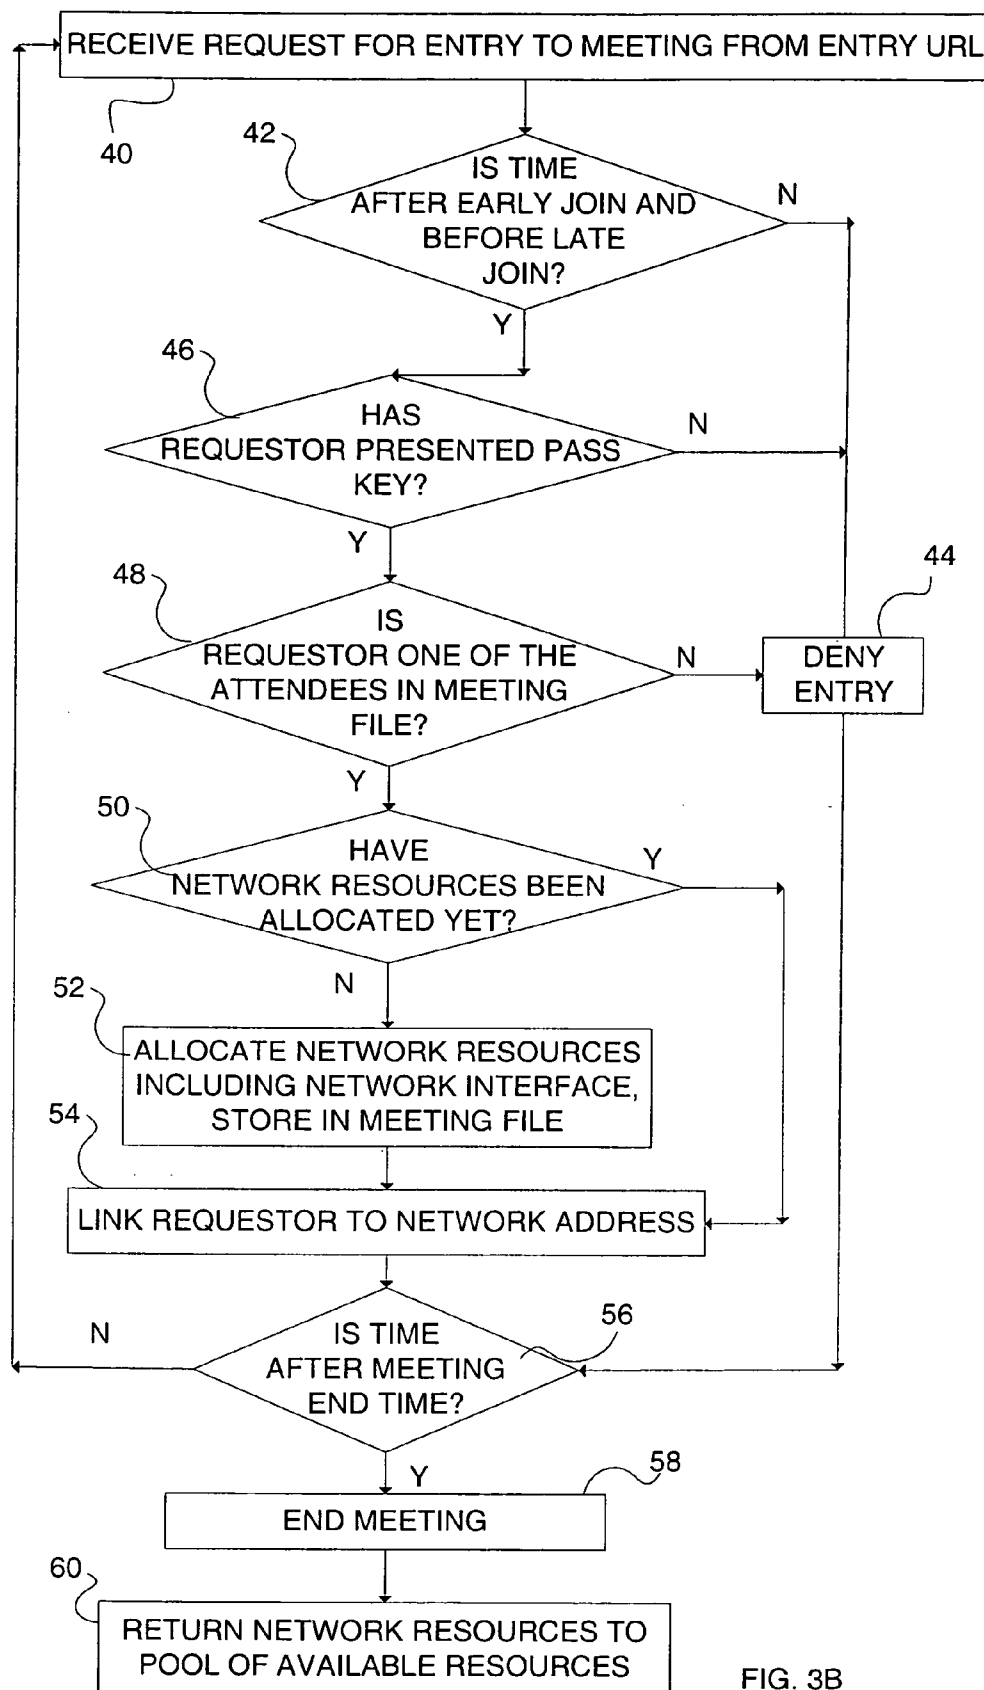 RECEIVE REQUEST FOR ENTRY TO MEETING FROM ENTRY URL
40
42
IS TIME
AFTER EARLY JOIN AND
BEFORE LATE
JOIN?
N
Y
46
HAS
REQUESTOR PRESENTED PASS
KEY?
N
Y
48
IS
REQUESTOR ONE OF THE
ATTENDEES IN MEETING
FILE?
N
44
DENY
ENTRY
Y
50
HAVE
NETWORK RESOURCES BEEN
ALLOCATED YET?
Y
N
52
ALLOCATE NETWORK RESOURCES
INCLUDING NETWORK INTERFACE,
STORE IN MEETING FILE
54
LINK REQUESTOR TO NETWORK ADDRESS
N
IS TIME
AFTER MEETING
END TIME?
56
Y
58
END MEETING
60
RETURN NETWORK RESOURCES TO
POOL OF AVAILABLE RESOURCES
FIG. 3B